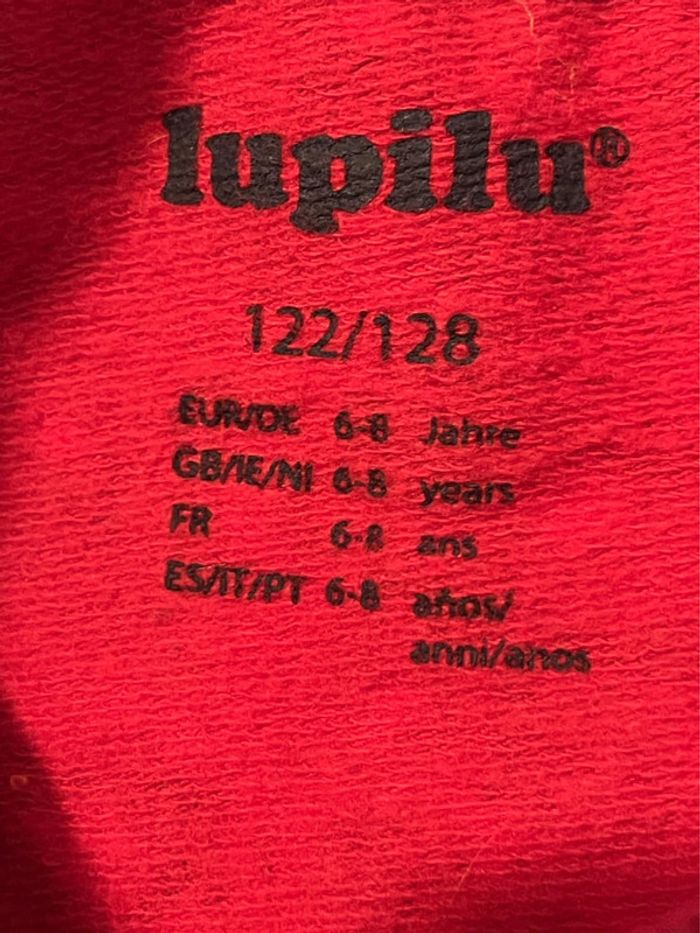 lupilu®
122/128
EUR/DE 6-8 Jahre
GB/IE/NI 6-8 years
FR 6-8 ans
ES/IT/PT 6-8 años/
anni/anos